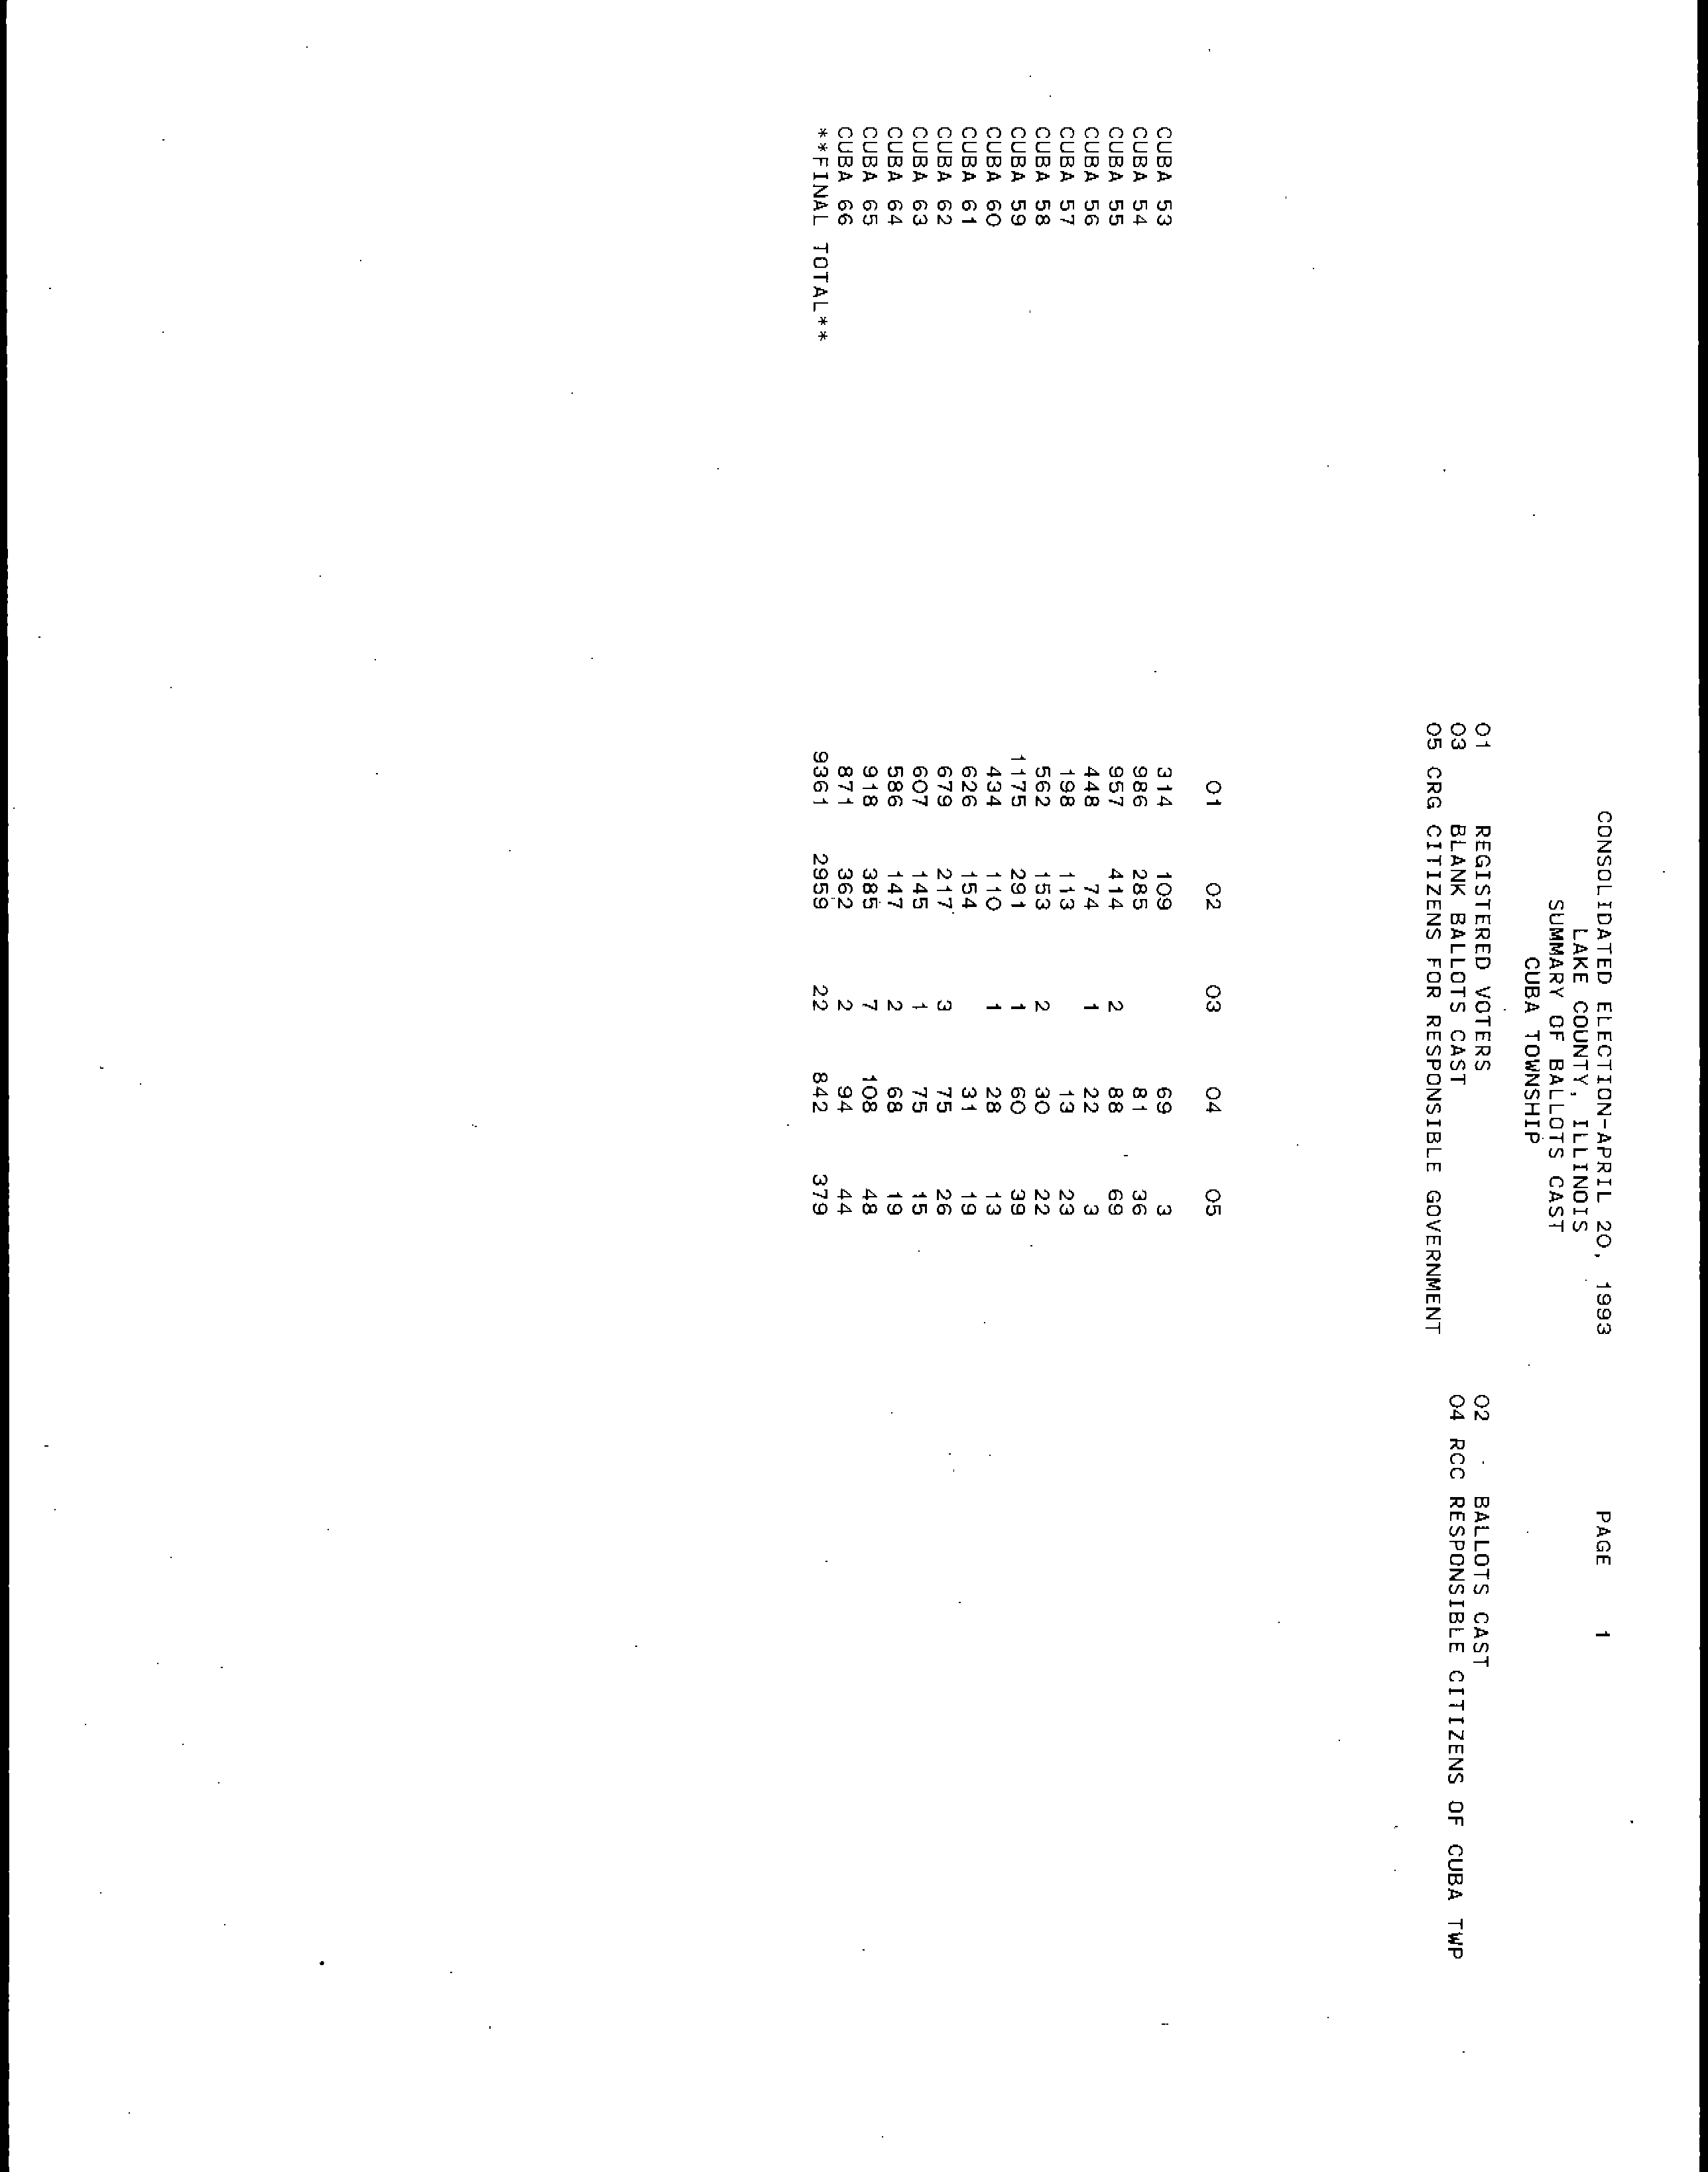 CONSOLIDATED ELECTION-APRIL 20, 1993 PAGE 1
LAKE COUNTY, ILLINOIS
SUMMARY OF BALLOTS CAST
CUBA TOWNSHIP
01 REGISTERED VOTERS 02 BALLOTS CAST
03 BLANK BALLOTS CAST 04 RCC RESPONSIBLE CITIZENS OF CUBA TWP
05 CRG CITIZENS FOR RESPONSIBLE GOVERNMENT
01 02 03 04 05
CUBA 53 314 109 69 3
CUBA 54 986 285 81 36
CUBA 55 957 414 2 88 69
CUBA 56 448 74 1 22 3
CUBA 57 198 113 13 23
CUBA 58 562 153 2 30 22
CUBA 59 1175 291 1 60 39
CUBA 60 434 110 1 28 13
CUBA 61 626 154 31 19
CUBA 62 679 217 3 75 26
CUBA 63 607 145 1 75 15
CUBA 64 586 147 2 68 19
CUBA 65 918 385 7 108 48
CUBA 66 871 362 2 94 44
**FINAL TOTAL** 9361 2959 22 842 379